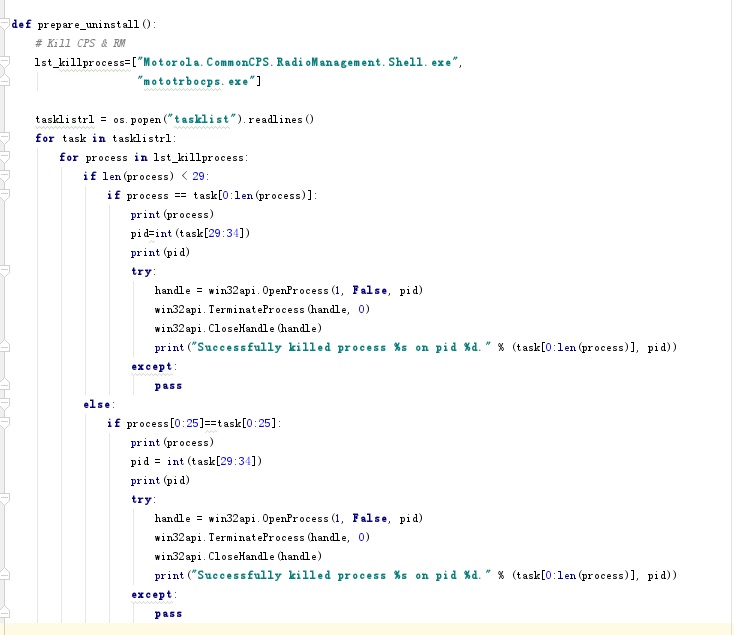 def prepare_uninstall():
    # Kill CPS & RM
    lst_killprocess=["Motorola.CommonCPS.RadioManagement.Shell.exe",
                     "mototrbocps.exe"]

    tasklistrl = os.popen("tasklist").readlines()
    for task in tasklistrl:
        for process in lst_killprocess:
            if len(process) < 29:
                if process == task[0:len(process)]:
                    print(process)
                    pid=int(task[29:34])
                    print(pid)
                    try:
                        handle = win32api.OpenProcess(1, False, pid)
                        win32api.TerminateProcess(handle, 0)
                        win32api.CloseHandle(handle)
                        print("Successfully killed process %s on pid %d." % (task[0:len(process)], pid))
                    except:
                        pass
            else:
                if process[0:25]==task[0:25]:
                    print(process)
                    pid = int(task[29:34])
                    print(pid)
                    try:
                        handle = win32api.OpenProcess(1, False, pid)
                        win32api.TerminateProcess(handle, 0)
                        win32api.CloseHandle(handle)
                        print("Successfully killed process %s on pid %d." % (task[0:len(process)], pid))
                    except:
                        pass